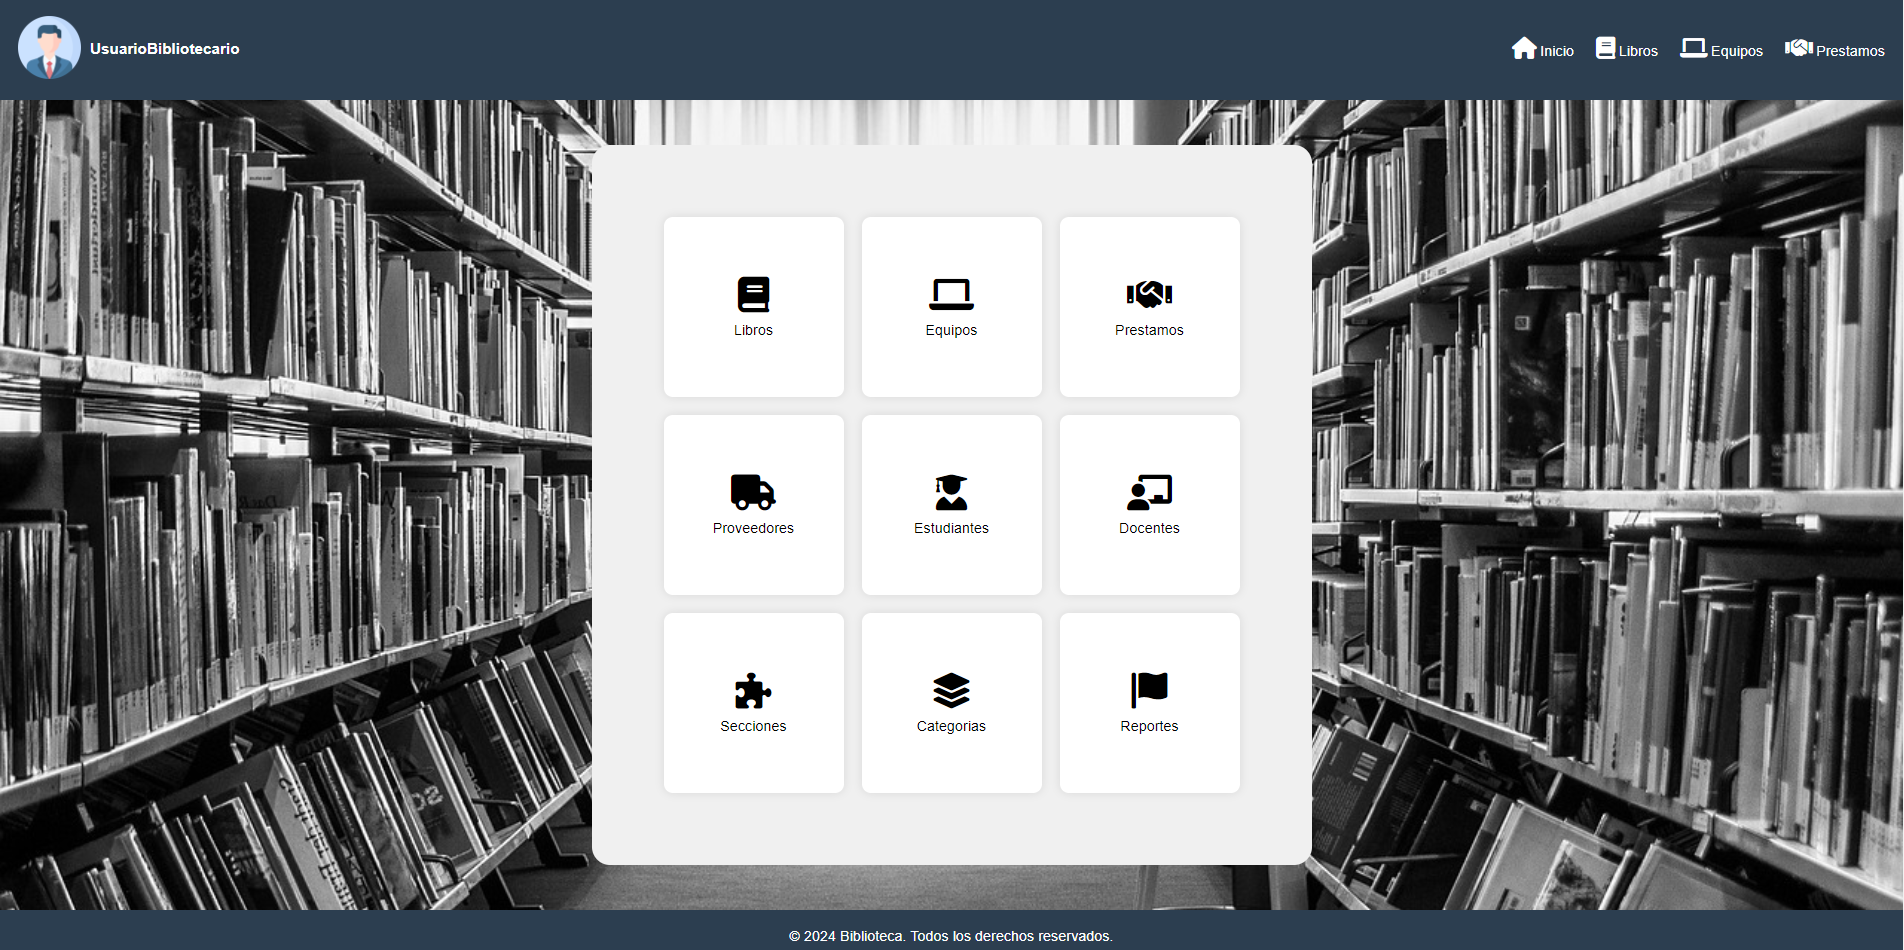 UsuarioBibliotecario
Inicio Libros Equipos Prestamos
Libros Equipos Prestamos
Proveedores Estudiantes Docentes
Secciones Categorias Reportes
© 2024 Biblioteca. Todos los derechos reservados.